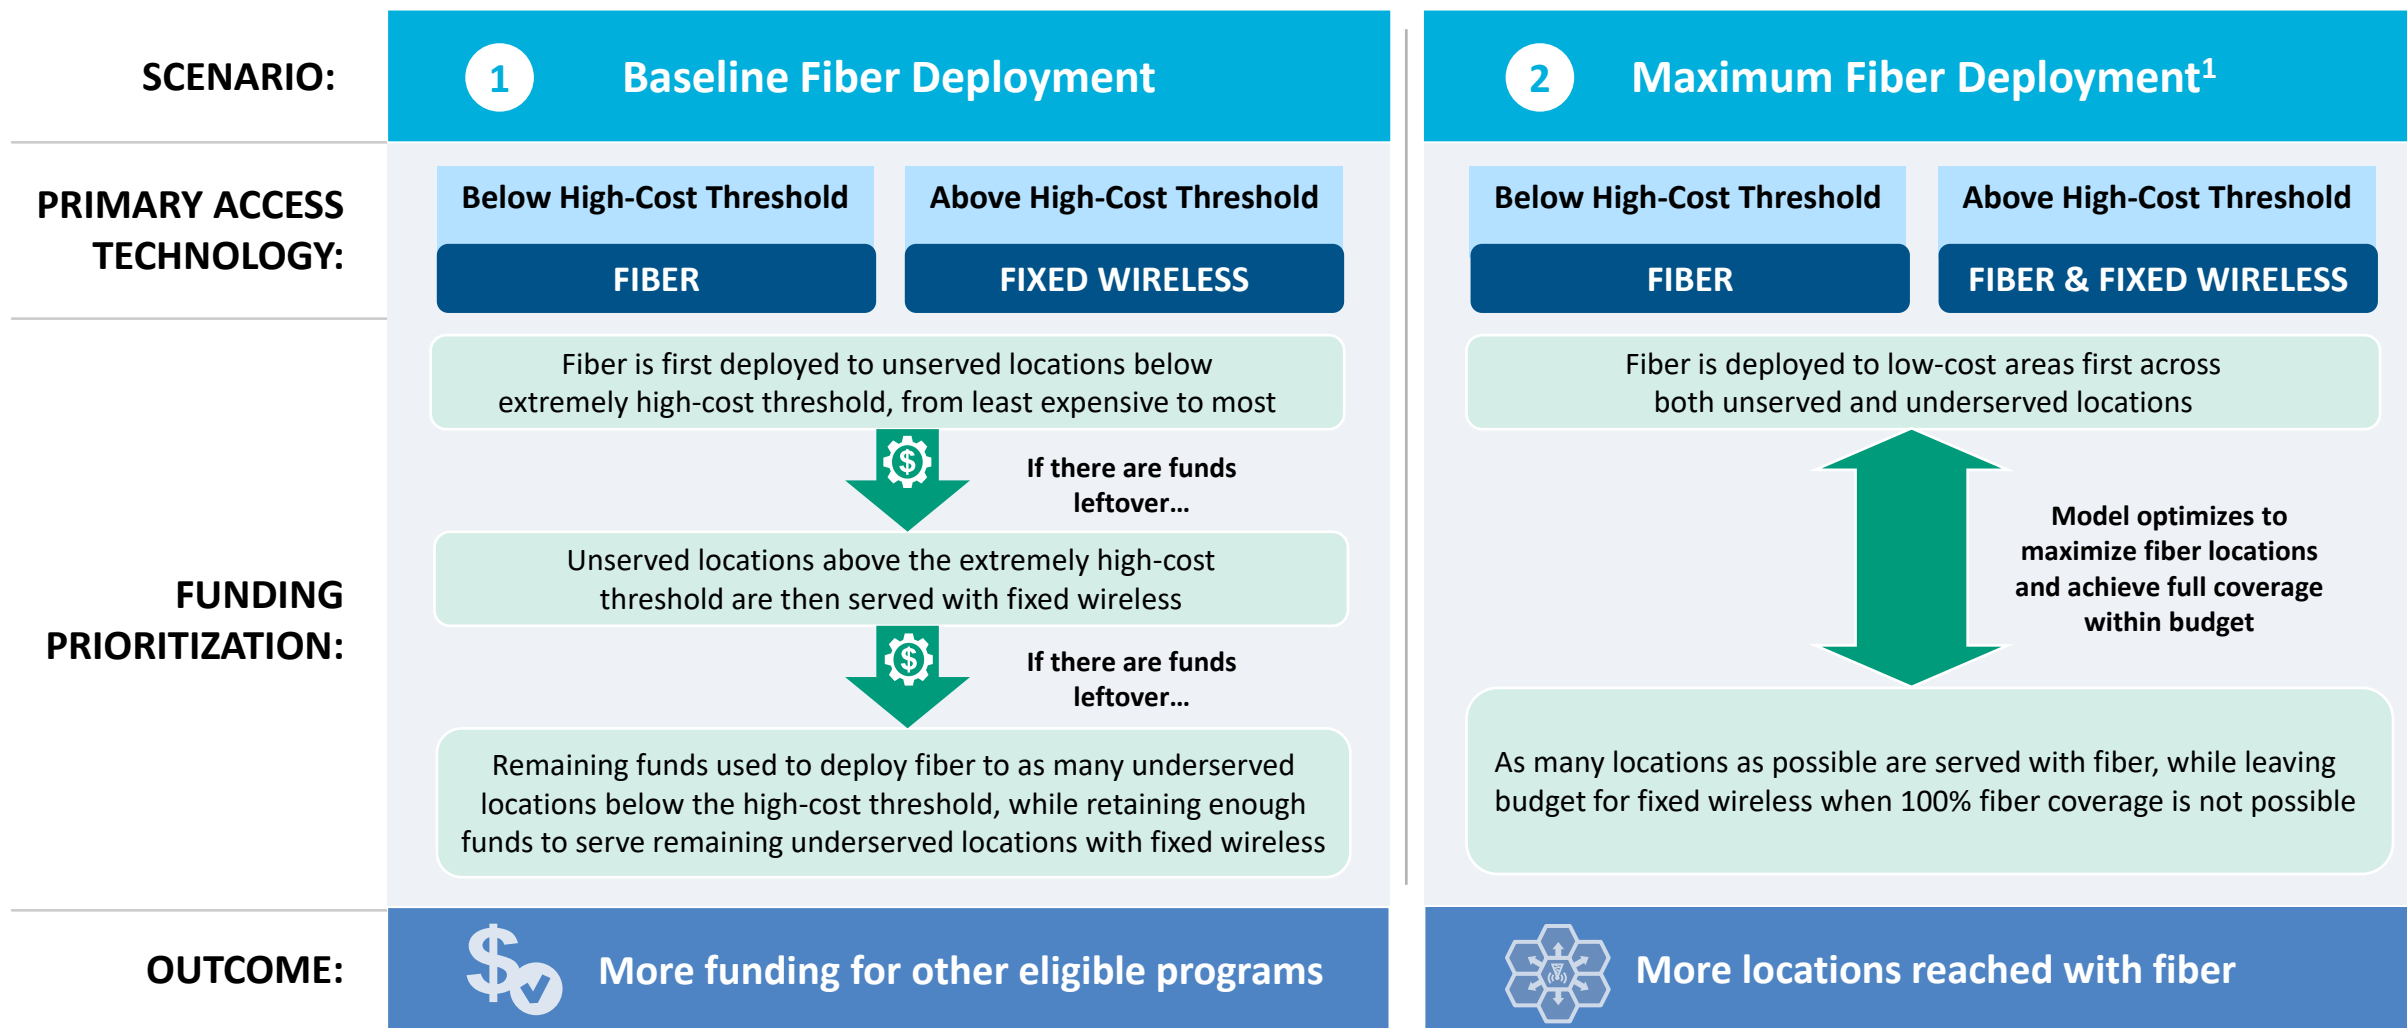 SCENARIO:
1 Baseline Fiber Deployment
2 Maximum Fiber Deployment¹
PRIMARY ACCESS
TECHNOLOGY:
Below High-Cost Threshold
FIBER
Above High-Cost Threshold
FIXED WIRELESS
Below High-Cost Threshold
FIBER
Above High-Cost Threshold
FIBER & FIXED WIRELESS
FUNDING
PRIORITIZATION:
Fiber is first deployed to unserved locations below
extremely high-cost threshold, from least expensive to most
$
If there are funds
leftover…
Unserved locations above the extremely high-cost
threshold are then served with fixed wireless
$
If there are funds
leftover…
Remaining funds used to deploy fiber to as many underserved
locations below the high-cost threshold, while retaining enough
funds to serve remaining underserved locations with fixed wireless
Fiber is deployed to low-cost areas first across
both unserved and underserved locations
Model optimizes to
maximize fiber locations
and achieve full coverage
within budget
As many locations as possible are served with fiber, while leaving
budget for fixed wireless when 100% fiber coverage is not possible
OUTCOME:
$
More funding for other eligible programs
More locations reached with fiber